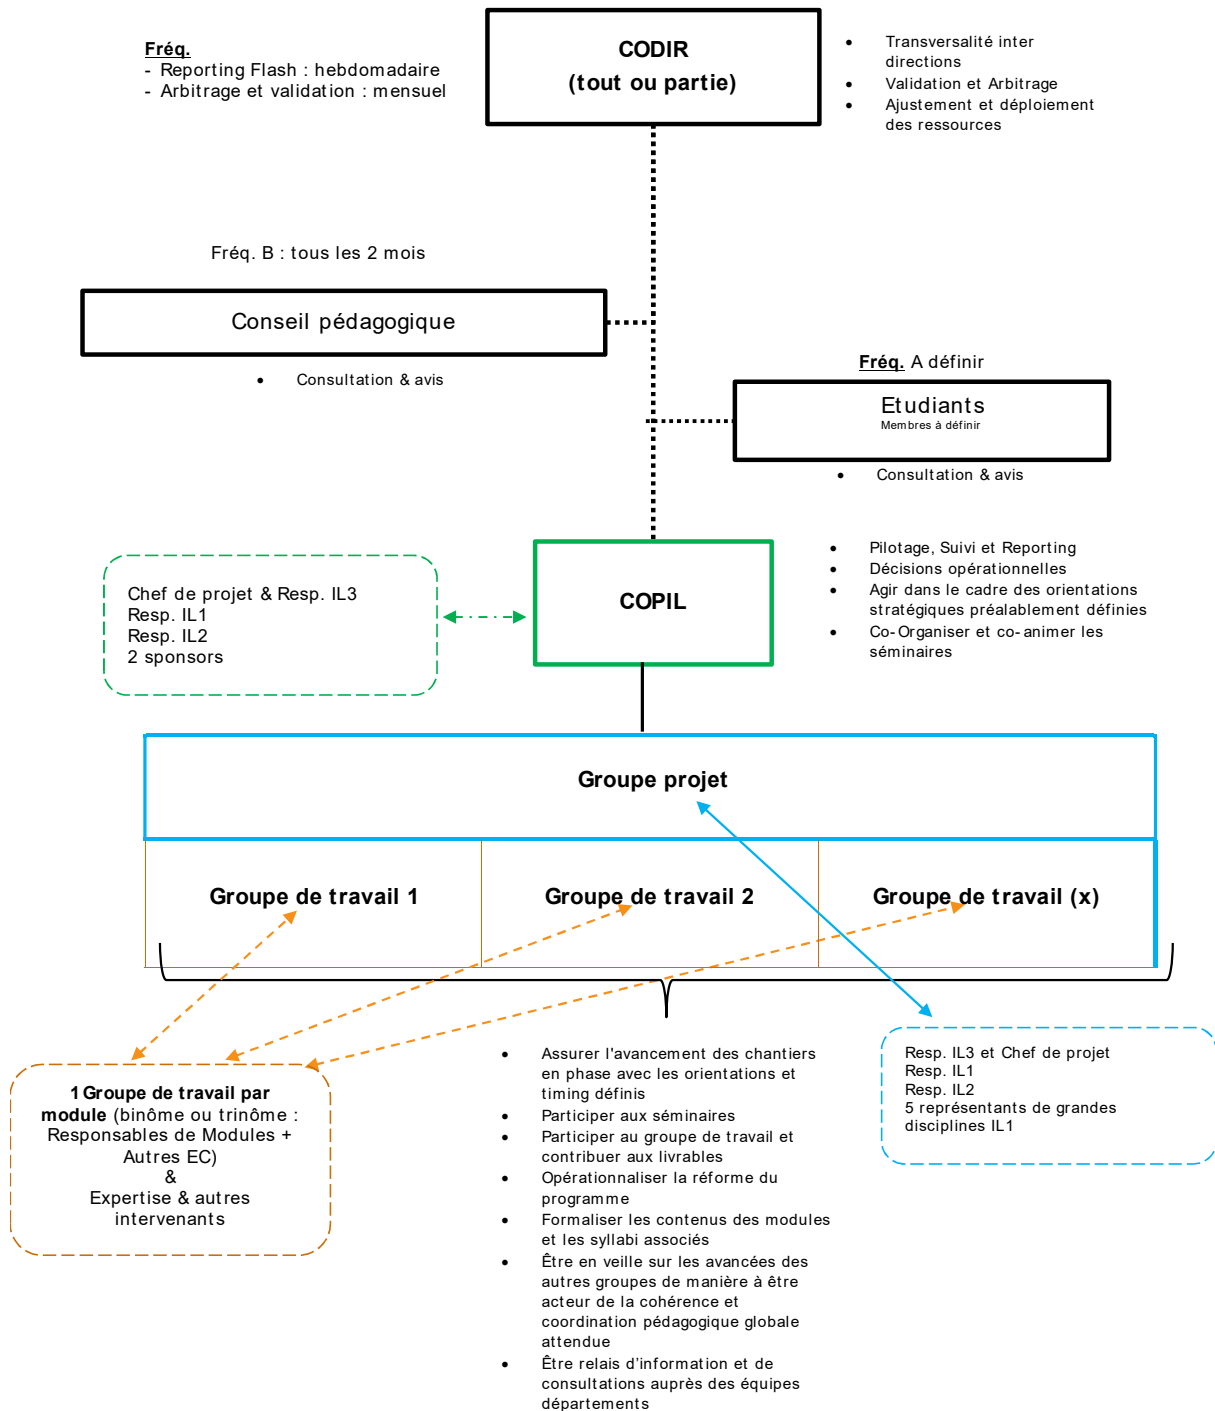 Fréq.
- Reporting Flash : hebdomadaire
- Arbitrage et validation : mensuel
CODIR
(tout ou partie)
• Transversalité inter
directions
• Validation et Arbitrage
• Ajustement et déploiement
des ressources
Fréq. B : tous les 2 mois
Conseil pédagogique
• Consultation & avis
Fréq. A définir
Etudiants
Membres à définir
• Consultation & avis
Chef de projet & Resp. IL3
Resp. IL1
Resp. IL2
2 sponsors
COPIL
• Pilotage, Suivi et Reporting
• Décisions opérationnelles
• Agir dans le cadre des orientations
stratégiques préalablement définies
• Co-Organiser et co-animer les
séminaires
Groupe projet
Groupe de travail 1
Groupe de travail 2
Groupe de travail (x)
1 Groupe de travail par
module (binôme ou trinôme :
Responsables de Modules +
Autres EC)
&
Expertise & autres
intervenants
• Assurer l'avancement des chantiers
en phase avec les orientations et
timing définis
• Participer aux séminaires
• Participer au groupe de travail et
contribuer aux livrables
• Opérationnaliser la réforme du
programme
• Formaliser les contenus des modules
et les syllabi associés
• Être en veille sur les avancées des
autres groupes de manière à être
acteur de la cohérence et
coordination pédagogique globale
attendue
• Être relais d'information et de
consultations auprès des équipes
départements
Resp. IL3 et Chef de projet
Resp. IL1
Resp. IL2
5 représentants de grandes
disciplines IL1